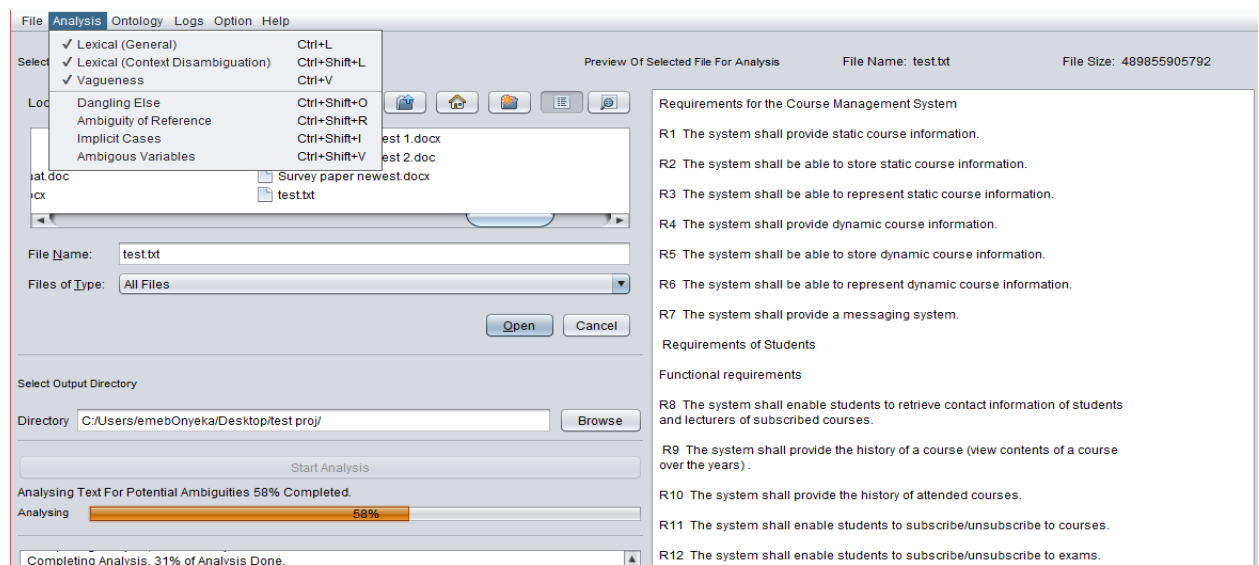 File Analysis Ontology Logs Option Help
✓ Lexical (General) Ctrl+L
✓ Lexical (Context Disambiguation) Ctrl+Shift+L
✓ Vagueness Ctrl+V
Dangling Else Ctrl+Shift+O
Ambiguity of Reference Ctrl+Shift+R
Implicit Cases Ctrl+Shift+I
Ambigous Variables Ctrl+Shift+V
Select
Loc
est 1.docx
est 2.doc
at.doc Survey paper newest.docx
cx test.txt
File Name: test.txt
Files of Type: All Files
Open Cancel
Select Output Directory
Directory C:/Users/emebOnyeka/Desktop/test proj/ Browse
Start Analysis
Analysing Text For Potential Ambiguities 58% Completed.
Analysing 58%
Completing Analysis, 31% of Analysis Done.
Preview Of Selected File For Analysis File Name: test.txt File Size: 489855905792
Requirements for the Course Management System
R1 The system shall provide static course information.
R2 The system shall be able to store static course information.
R3 The system shall be able to represent static course information.
R4 The system shall provide dynamic course information.
R5 The system shall be able to store dynamic course information.
R6 The system shall be able to represent dynamic course information.
R7 The system shall provide a messaging system.
Requirements of Students
Functional requirements
R8 The system shall enable students to retrieve contact information of students
and lecturers of subscribed courses.
R9 The system shall provide the history of a course (view contents of a course
over the years) .
R10 The system shall provide the history of attended courses.
R11 The system shall enable students to subscribe/unsubscribe to courses.
R12 The system shall enable students to subscribe/unsubscribe to exams.